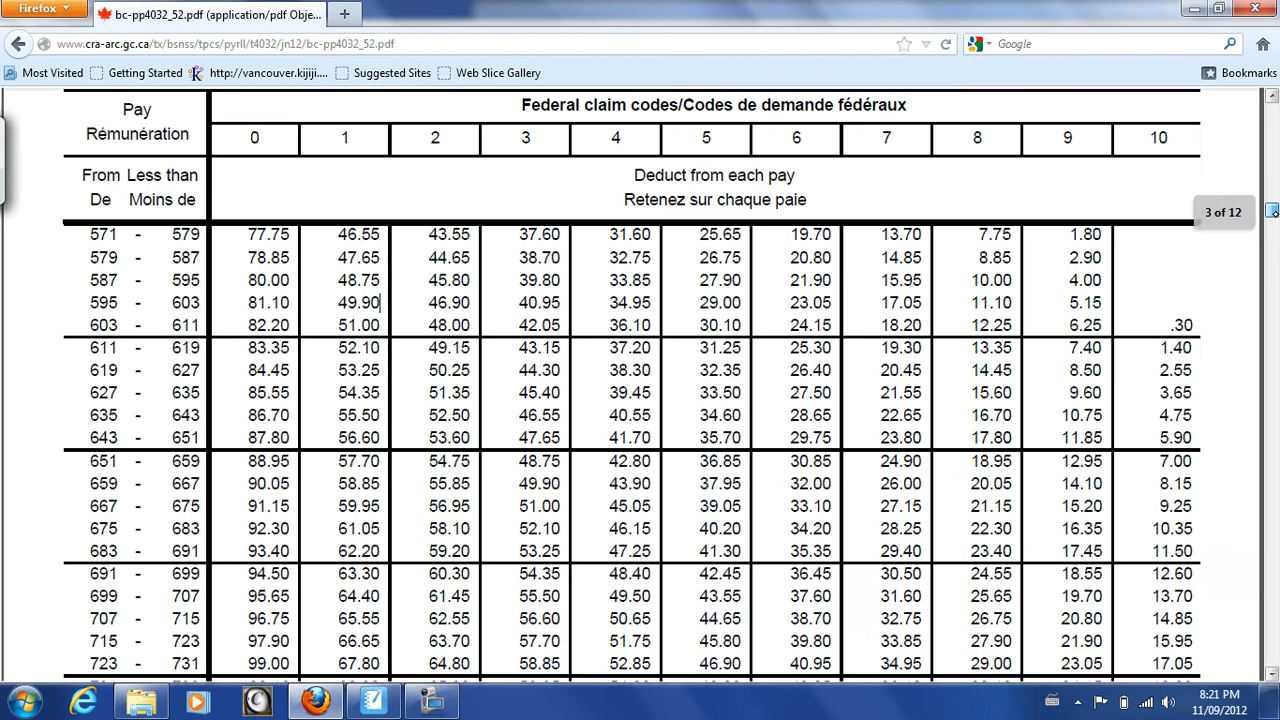 Firefox
bc-pp4032_52.pdf (application/pdf Obje...
www.cra-arc.gc.ca/tx/bsnss/tpcs/pyrll/t4032/jn12/bc-pp4032_52.pdf
Google
Most Visited Getting Started http://vancouver.kijiji.... Suggested Sites Web Slice Gallery Bookmarks
Pay Federal claim codes/Codes de demande fédéraux
Rémunération 0 1 2 3 4 5 6 7 8 9 10
From Less than Deduct from each pay
De Moins de Retenez sur chaque paie
3 of 12
571 - 579 77.75 46.55 43.55 37.60 31.60 25.65 19.70 13.70 7.75 1.80
579 - 587 78.85 47.65 44.65 38.70 32.75 26.75 20.80 14.85 8.85 2.90
587 - 595 80.00 48.75 45.80 39.80 33.85 27.90 21.90 15.95 10.00 4.00
595 - 603 81.10 49.90 46.90 40.95 34.95 29.00 23.05 17.05 11.10 5.15
603 - 611 82.20 51.00 48.00 42.05 36.10 30.10 24.15 18.20 12.25 6.25 .30
611 - 619 83.35 52.10 49.15 43.15 37.20 31.25 25.30 19.30 13.35 7.40 1.40
619 - 627 84.45 53.25 50.25 44.30 38.30 32.35 26.40 20.45 14.45 8.50 2.55
627 - 635 85.55 54.35 51.35 45.40 39.45 33.50 27.50 21.55 15.60 9.60 3.65
635 - 643 86.70 55.50 52.50 46.55 40.55 34.60 28.65 22.65 16.70 10.75 4.75
643 - 651 87.80 56.60 53.60 47.65 41.70 35.70 29.75 23.80 17.80 11.85 5.90
651 - 659 88.95 57.70 54.75 48.75 42.80 36.85 30.85 24.90 18.95 12.95 7.00
659 - 667 90.05 58.85 55.85 49.90 43.90 37.95 32.00 26.00 20.05 14.10 8.15
667 - 675 91.15 59.95 56.95 51.00 45.05 39.05 33.10 27.15 21.15 15.20 9.25
675 - 683 92.30 61.05 58.10 52.10 46.15 40.20 34.20 28.25 22.30 16.35 10.35
683 - 691 93.40 62.20 59.20 53.25 47.25 41.30 35.35 29.40 23.40 17.45 11.50
691 - 699 94.50 63.30 60.30 54.35 48.40 42.45 36.45 30.50 24.55 18.55 12.60
699 - 707 95.65 64.40 61.45 55.50 49.50 43.55 37.60 31.60 25.65 19.70 13.70
707 - 715 96.75 65.55 62.55 56.60 50.65 44.65 38.70 32.75 26.75 20.80 14.85
715 - 723 97.90 66.65 63.70 57.70 51.75 45.80 39.80 33.85 27.90 21.90 15.95
723 - 731 99.00 67.80 64.80 58.85 52.85 46.90 40.95 34.95 29.00 23.05 17.05
8:21 PM
11/09/2012